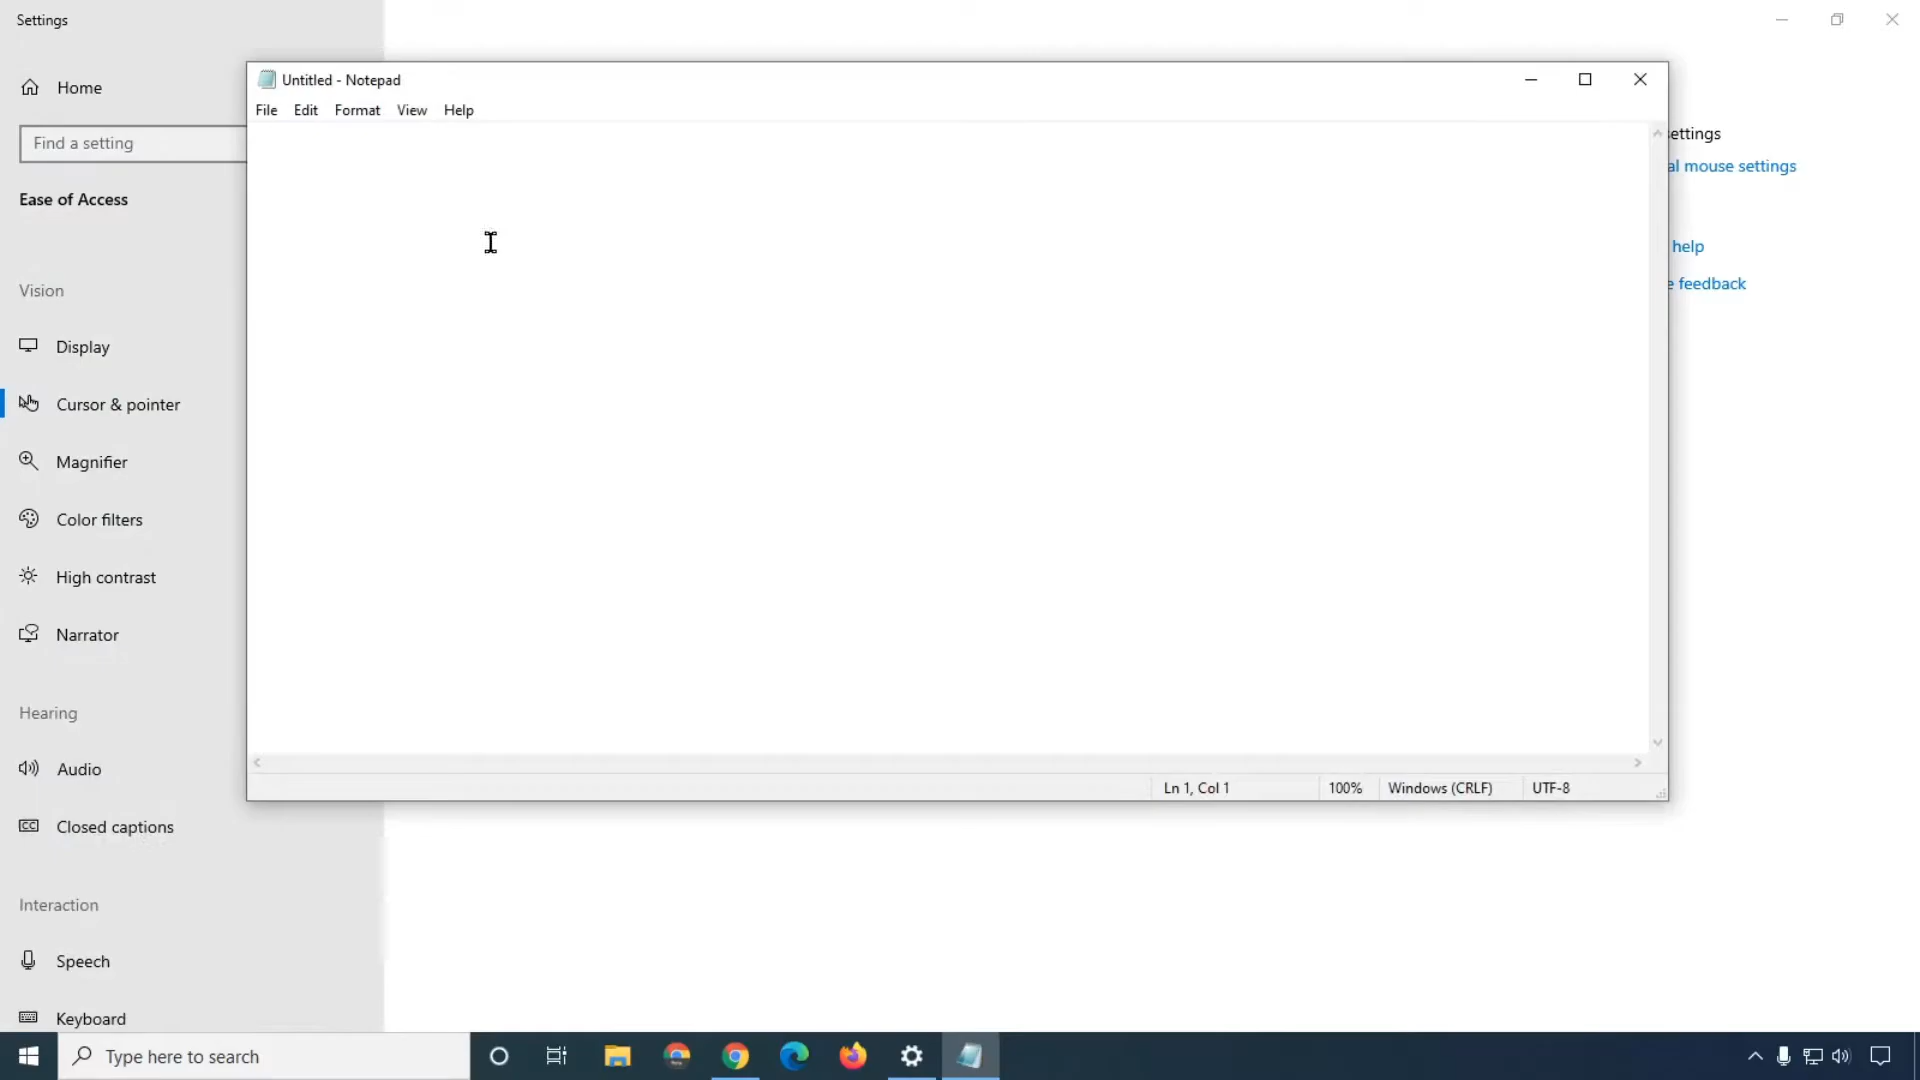 Settings
Home
Find a setting
Ease of Access
Vision
Display
Cursor & pointer
Magnifier
Color filters
High contrast
Narrator
Hearing
Audio
Closed captions
Interaction
Speech
Keyboard
Untitled - Notepad
File Edit Format View Help
Ln 1, Col 1 100% Windows (CRLF) UTF-8
ettings
al mouse settings
help
e feedback
Type here to search